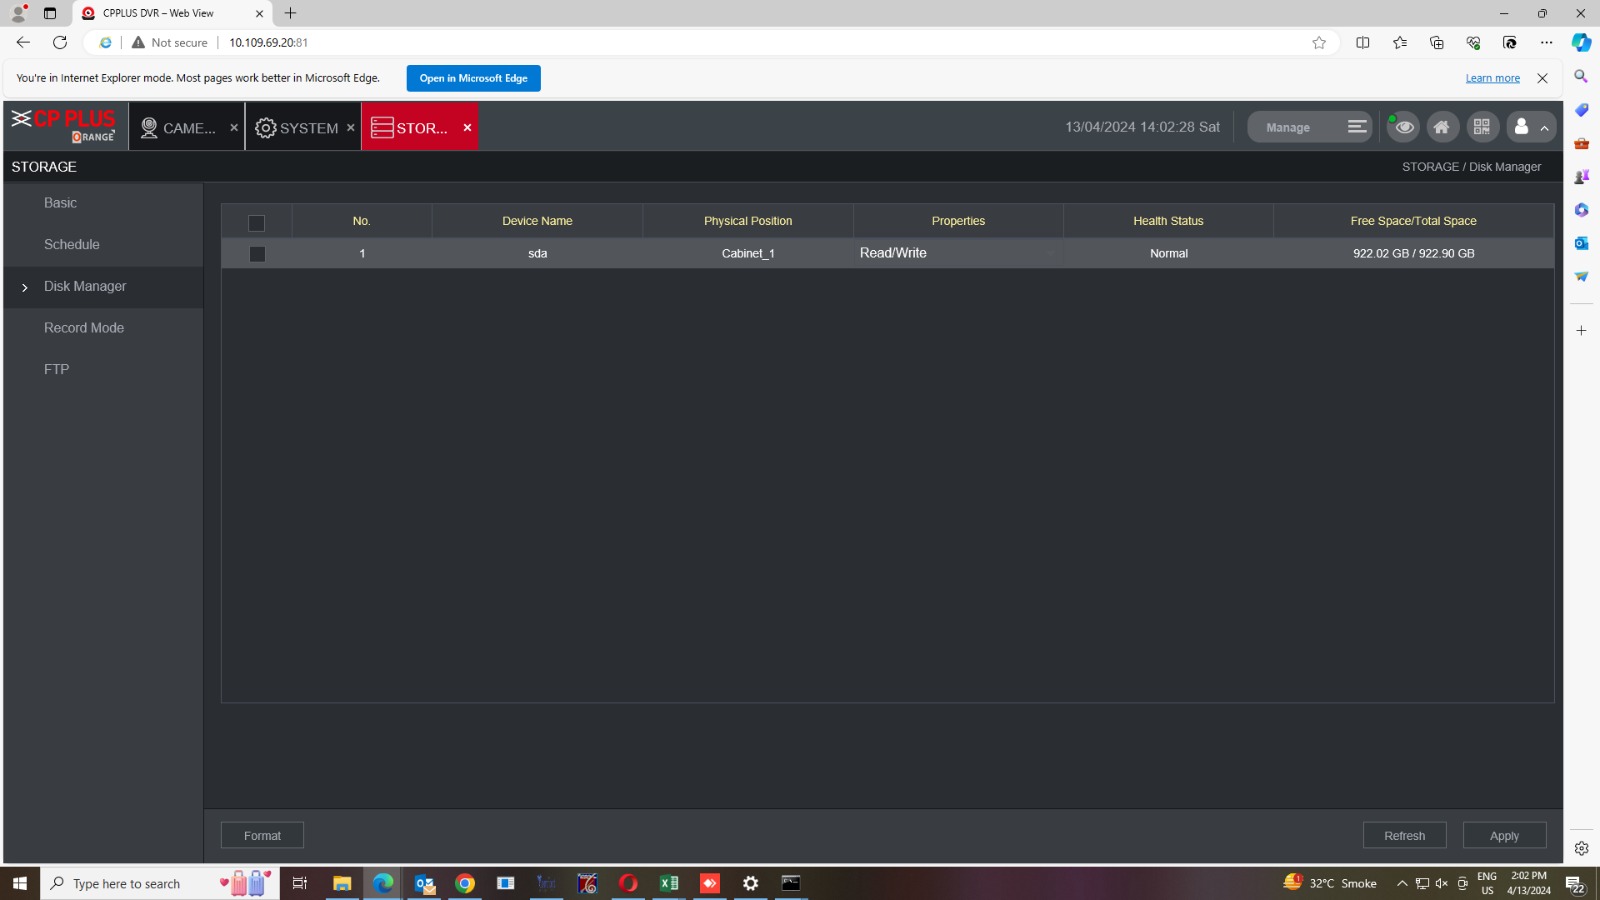 CPPLUS DVR – Web View
Not secure
10.109.69.20:81
You're in Internet Explorer mode. Most pages work better in Microsoft Edge.
Open in Microsoft Edge
Learn more
CP PLUS
ORANGE
CAME...
SYSTEM
STOR...
13/04/2024 14:02:28 Sat
Manage
STORAGE
STORAGE / Disk Manager
Basic
Schedule
Disk Manager
Record Mode
FTP
No. Device Name Physical Position Properties Health Status Free Space/Total Space
1 sda Cabinet_1 Read/Write Normal 922.02 GB / 922.90 GB
Format
Refresh
Apply
Type here to search
32°C Smoke
ENG
US
2:02 PM
4/13/2024
22